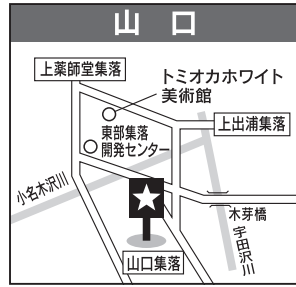 山口
上薬師堂集落
トミオカホワイト
美術館
上出浦集落
東部集落
開発センター
小名木沢川
木芽橋
宇田沢川
山口集落